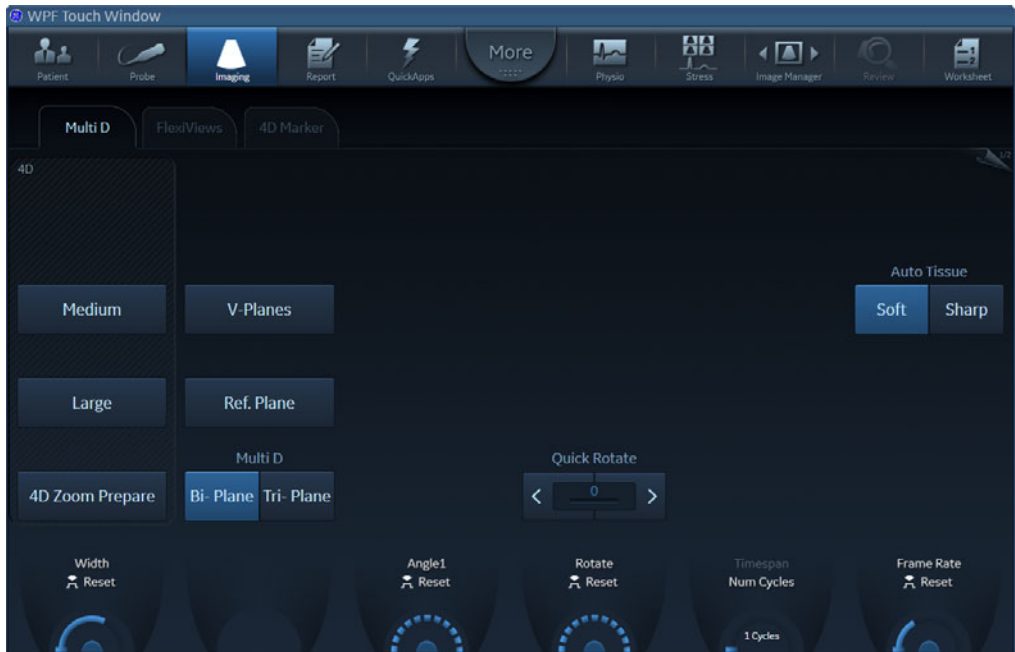 WPF Touch Window
Patient Probe Imaging Report QuickApps More Physio Stress Image Manager Review Worksheet
Multi D FlexiViews 4D Marker
1/2
4D
Auto Tissue
Medium V-Planes Soft Sharp
Large Ref. Plane
Multi D Quick Rotate
4D Zoom Prepare Bi- Plane Tri- Plane 0
Width Angle1 Rotate Timespan Frame Rate
Reset Reset Reset Num Cycles Reset
1 Cycles